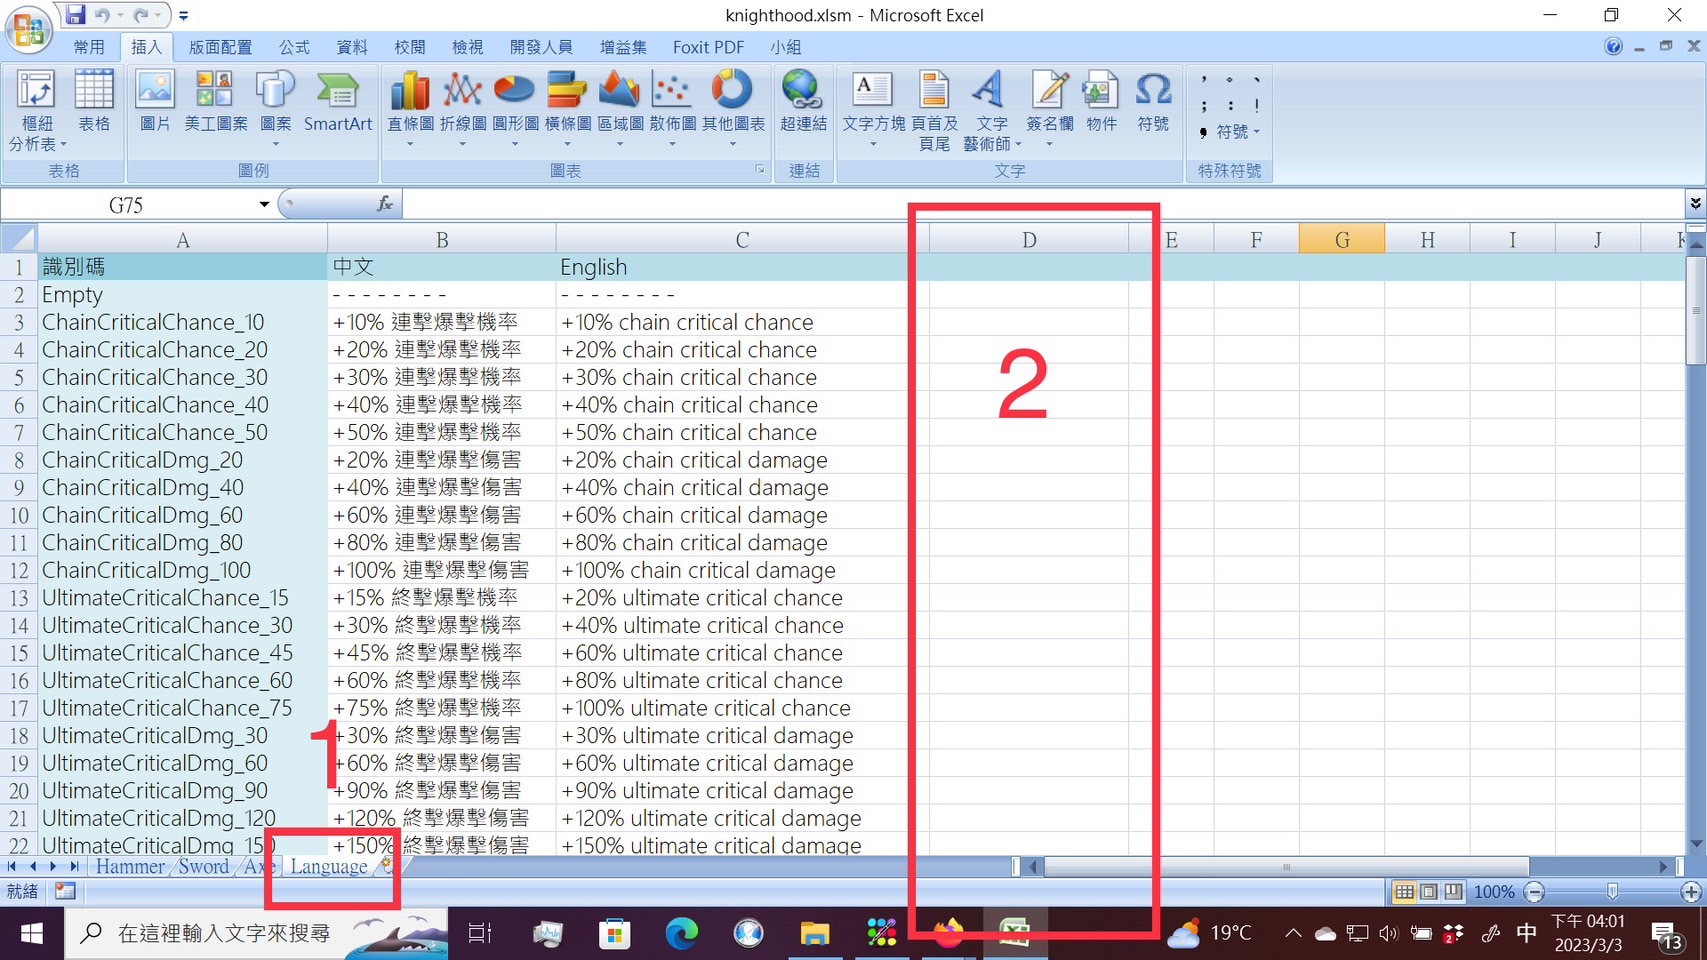 knighthood.xlsm - Microsoft Excel
常用 插入 版面配置 公式 資料 校閱 檢視 開發人員 增益集 Foxit PDF 小組
樞紐分析表 表格 圖片 美工圖案 圖案 SmartArt 直條圖 折線圖 圓形圖 橫條圖 區域圖 散佈圖 其他圖表 超連結 文字方塊 頁首及頁尾 文字藝術師 簽名欄 物件 符號 , 。 、 ; : ! 符號
表格 圖例 圖表 連結 文字 特殊符號
G75 fx
A B C D E F G H I J K
1 識別碼 中文 English
2 Empty - - - - - - - - - - - - - - - -
3 ChainCriticalChance_10 +10% 連擊爆擊機率 +10% chain critical chance
4 ChainCriticalChance_20 +20% 連擊爆擊機率 +20% chain critical chance
5 ChainCriticalChance_30 +30% 連擊爆擊機率 +30% chain critical chance
6 ChainCriticalChance_40 +40% 連擊爆擊機率 +40% chain critical chance
7 ChainCriticalChance_50 +50% 連擊爆擊機率 +50% chain critical chance
8 ChainCriticalDmg_20 +20% 連擊爆擊傷害 +20% chain critical damage
9 ChainCriticalDmg_40 +40% 連擊爆擊傷害 +40% chain critical damage
10 ChainCriticalDmg_60 +60% 連擊爆擊傷害 +60% chain critical damage
11 ChainCriticalDmg_80 +80% 連擊爆擊傷害 +80% chain critical damage
12 ChainCriticalDmg_100 +100% 連擊爆擊傷害 +100% chain critical damage
13 UltimateCriticalChance_15 +15% 終擊爆擊機率 +20% ultimate critical chance
14 UltimateCriticalChance_30 +30% 終擊爆擊機率 +40% ultimate critical chance
15 UltimateCriticalChance_45 +45% 終擊爆擊機率 +60% ultimate critical chance
16 UltimateCriticalChance_60 +60% 終擊爆擊機率 +80% ultimate critical chance
17 UltimateCriticalChance_75 +75% 終擊爆擊機率 +100% ultimate critical chance
18 UltimateCriticalDmg_30 +30% 終擊爆擊傷害 +30% ultimate critical damage
19 UltimateCriticalDmg_60 +60% 終擊爆擊傷害 +60% ultimate critical damage
20 UltimateCriticalDmg_90 +90% 終擊爆擊傷害 +90% ultimate critical damage
21 UltimateCriticalDmg_120 +120% 終擊爆擊傷害 +120% ultimate critical damage
22 UltimateCriticalDmg_150 +150% 終擊爆擊傷害 +150% ultimate critical damage
2
1
Hammer Sword Axe Language
就緒 100%
在這裡輸入文字來搜尋 19°C 中 下午 04:01
2023/3/3 13